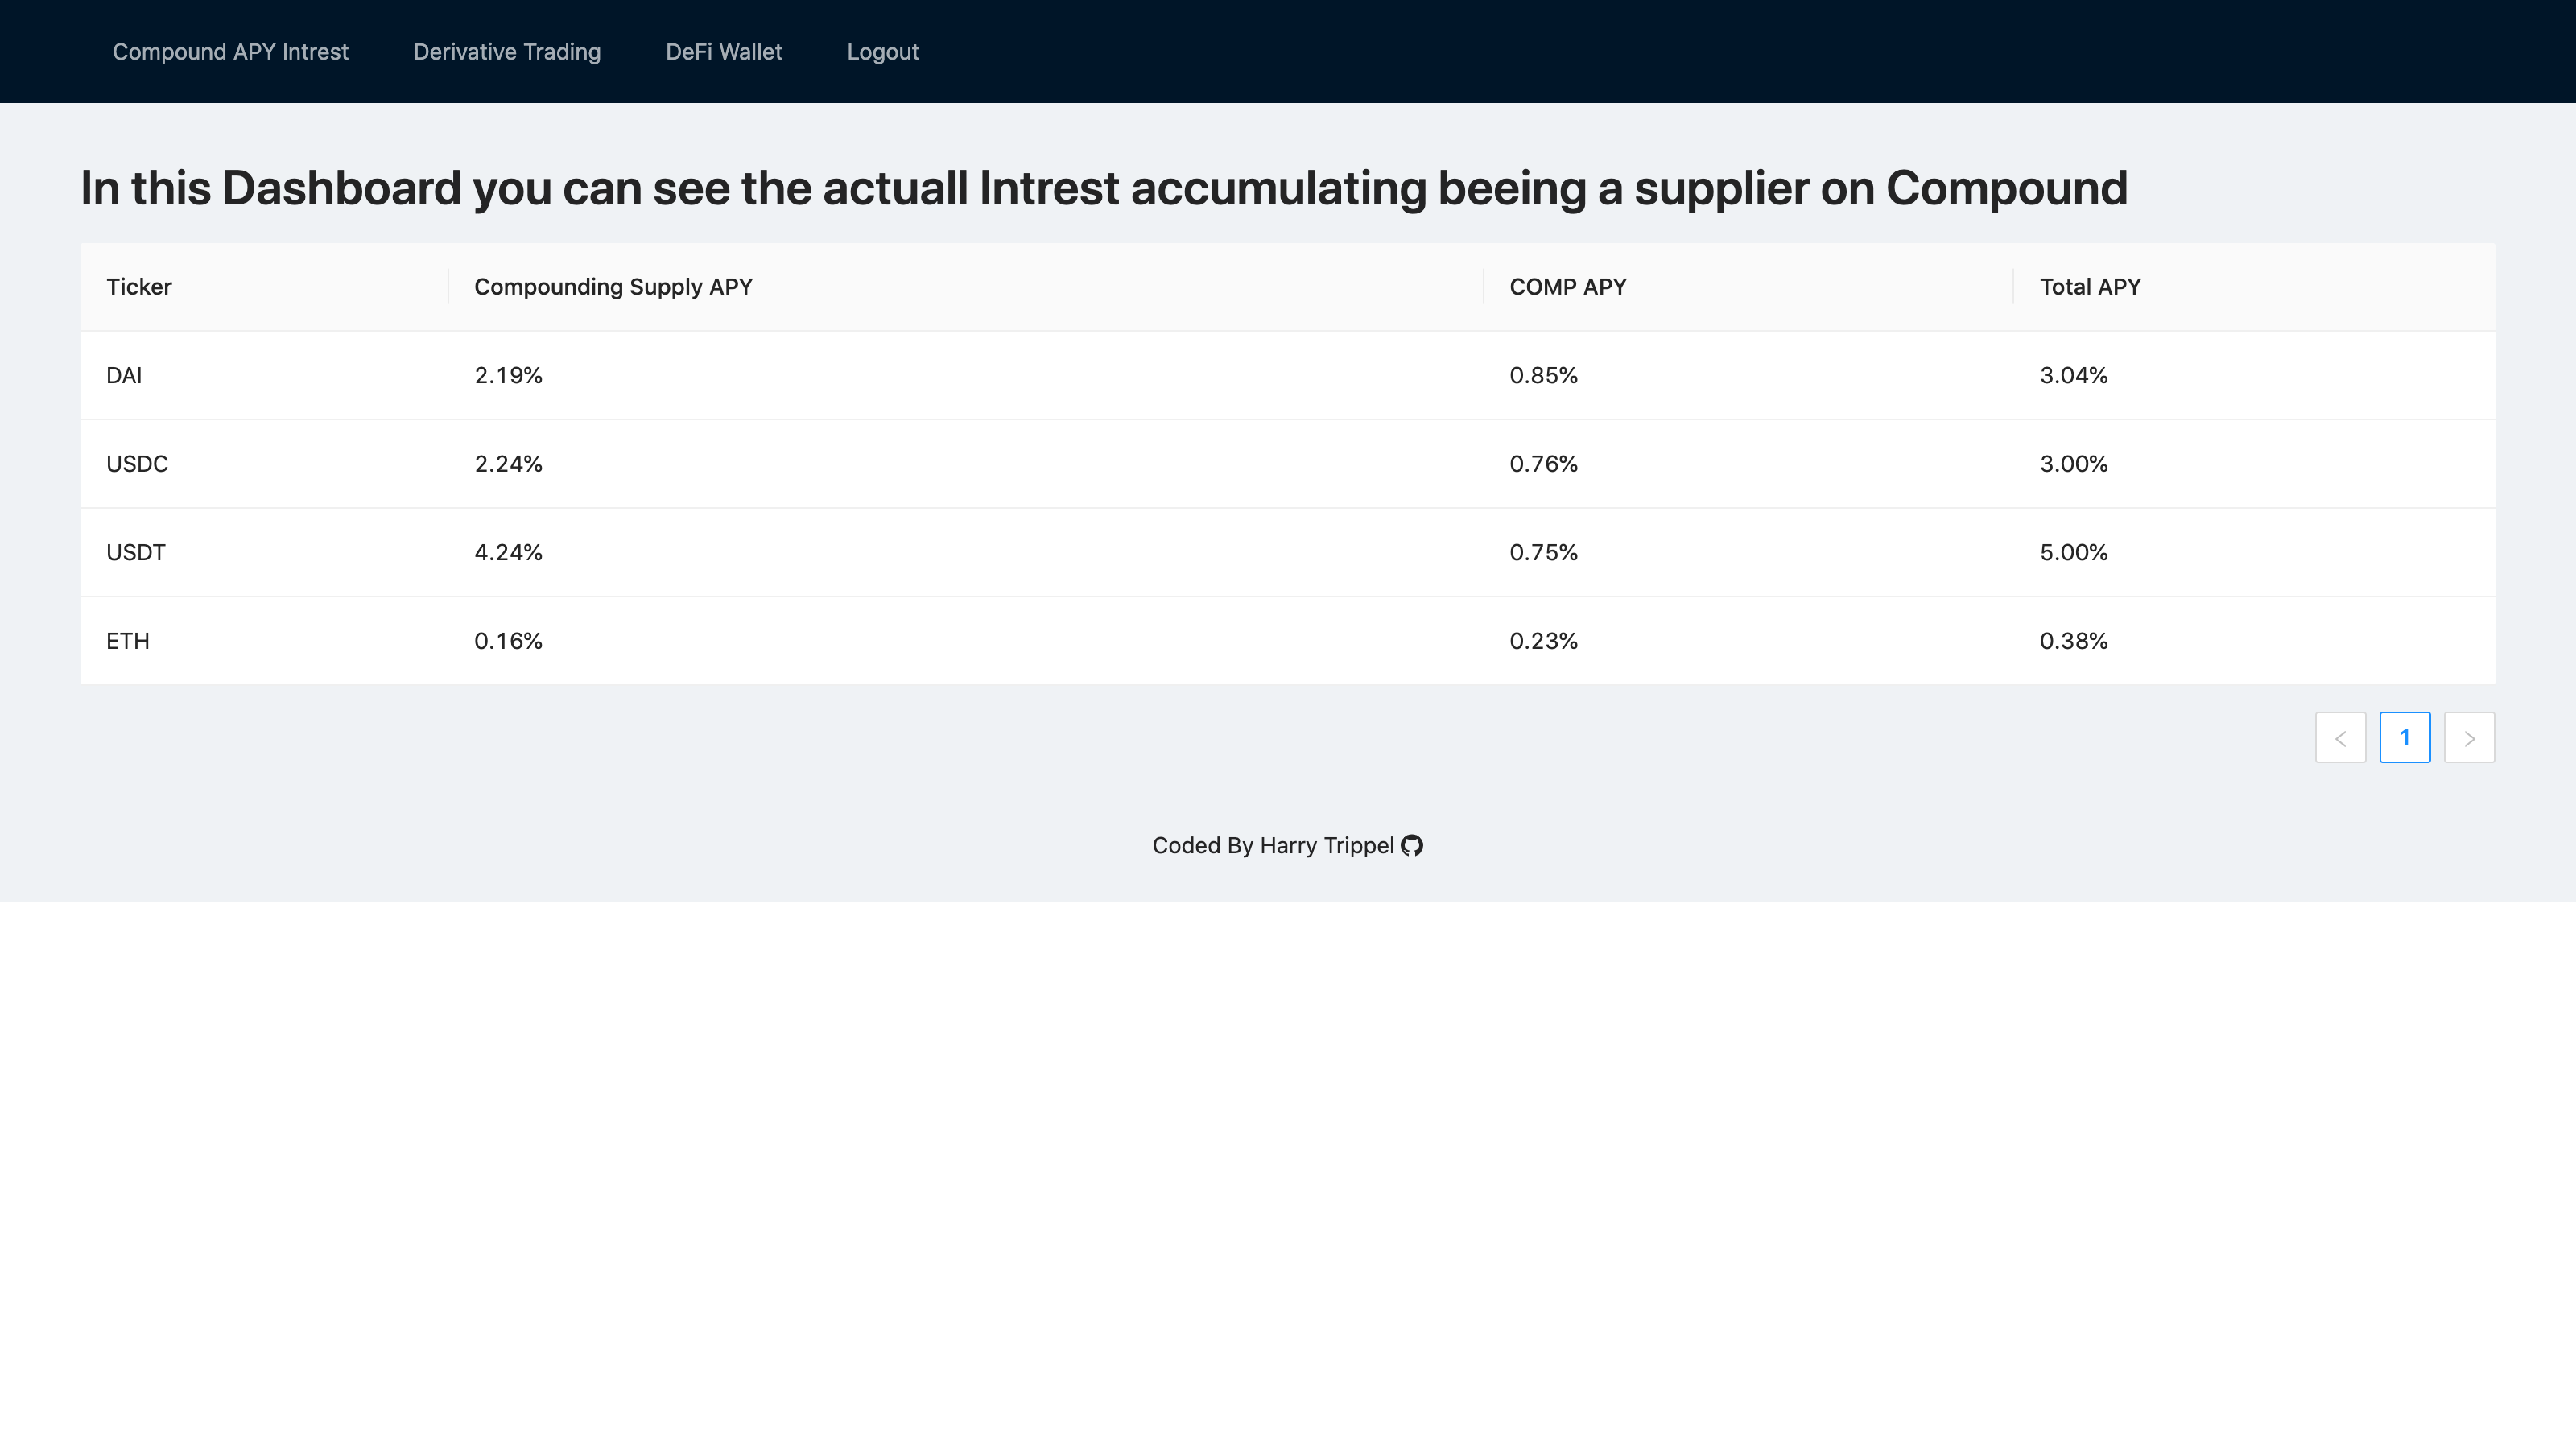 Compound APY Intrest Derivative Trading DeFi Wallet Logout
In this Dashboard you can see the actuall Intrest accumulating beeing a supplier on Compound
Ticker Compounding Supply APY COMP APY Total APY
DAI 2.19% 0.85% 3.04%
USDC 2.24% 0.76% 3.00%
USDT 4.24% 0.75% 5.00%
ETH 0.16% 0.23% 0.38%
< 1 >
Coded By Harry Trippel